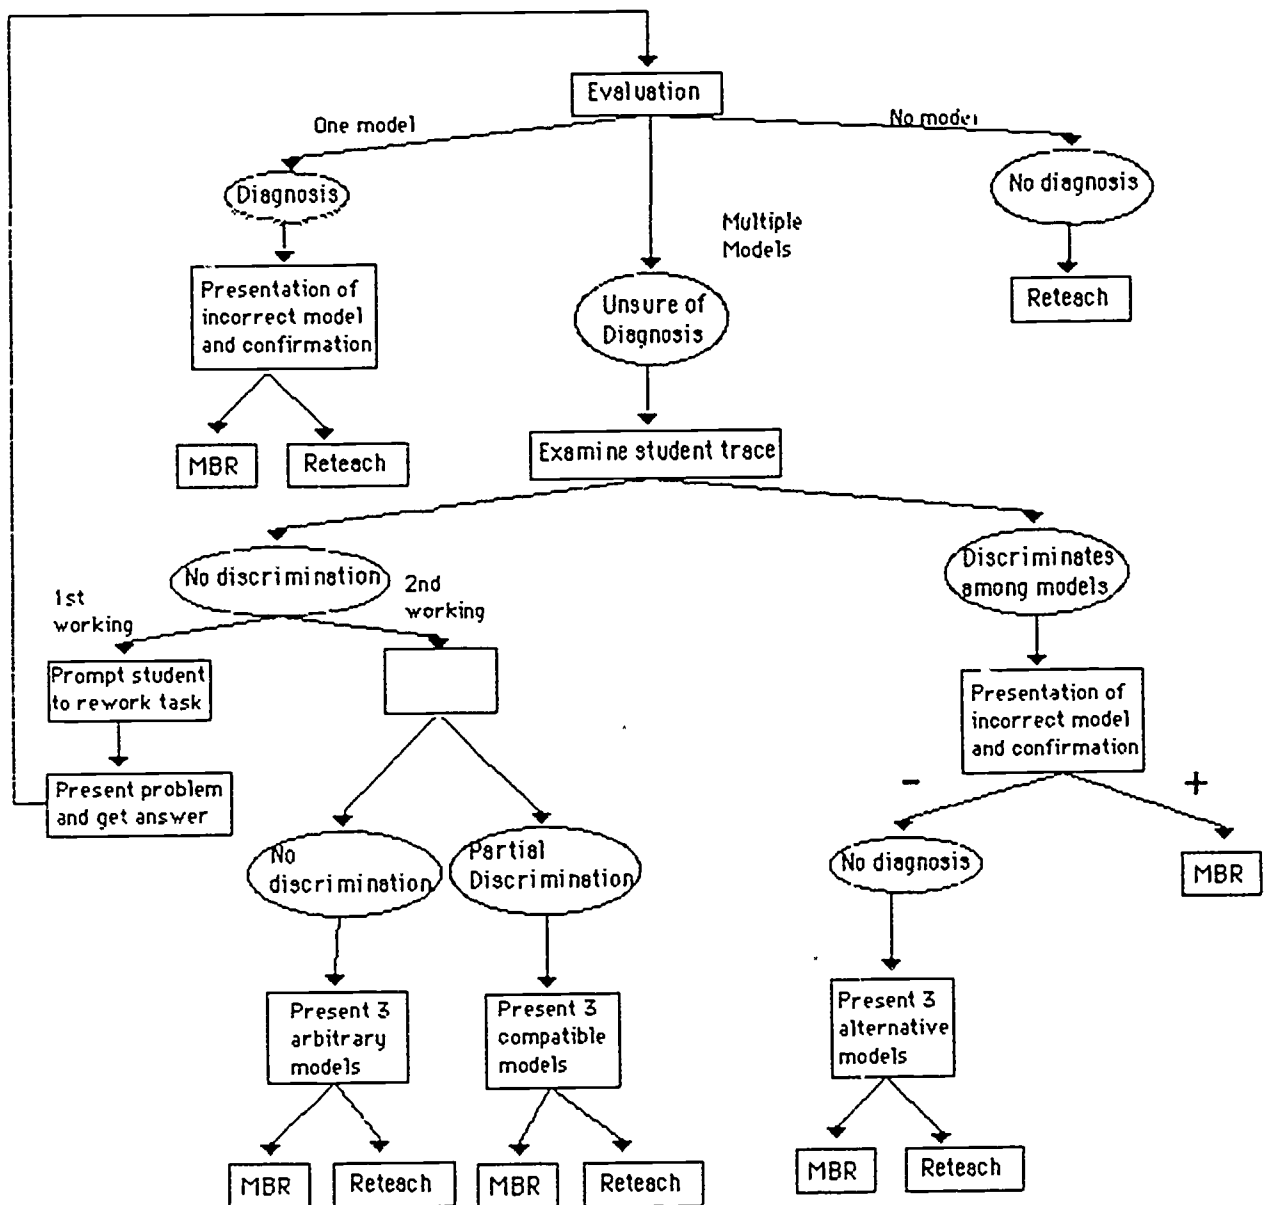 Evaluation
One model
No model
Diagnosis
No diagnosis
Multiple
Models
Presentation of
incorrect model
and confirmation
Unsure of
Diagnosis
Reteach
MBR
Reteach
Examine student trace
No discrimination
Discriminates
among models
1st
working
2nd
working
Prompt student
to rework task
Presentation of
incorrect model
and confirmation
Present problem
and get answer
-
+
No
discrimination
Partial
Discrimination
No diagnosis
MBR
Present 3
arbitrary
models
Present 3
compatible
models
Present 3
alternative
models
MBR
Reteach
MBR
Reteach
MBR
Reteach